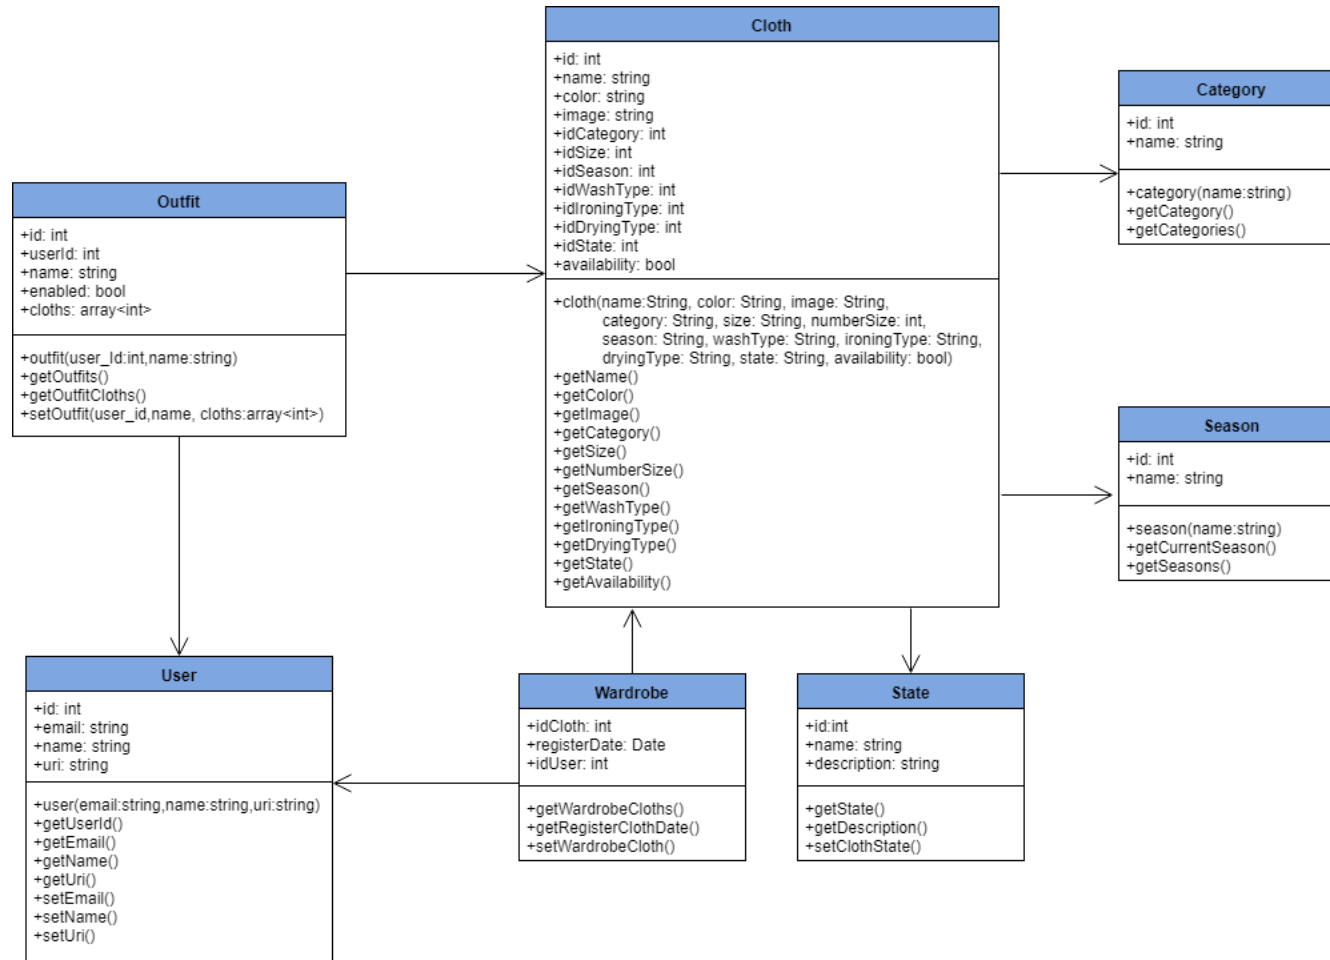 Cloth
+id: int
+name: string
+color: string
+image: string
+idCategory: int
+idSize: int
+idSeason: int
+idWashType: int
+idIroningType: int
+idDryingType: int
+idState: int
+availability: bool
+cloth(name:String, color: String, image: String,
category: String, size: String, numberSize: int,
season: String, washType: String, ironingType: String,
dryingType: String, state: String, availability: bool)
+getName()
+getColor()
+getImage()
+getCategory()
+getSize()
+getNumberSize()
+getSeason()
+getWashType()
+getIroningType()
+getDryingType()
+getState()
+getAvailability()
Category
+id: int
+name: string
+category(name:string)
+getCategory()
+getCategories()
Outfit
+id: int
+userId: int
+name: string
+enabled: bool
+cloths: array<int>
+outfit(user_Id:int,name:string)
+getOutfits()
+getOutfitCloths()
+setOutfit(user_id,name, cloths:array<int>)
Season
+id: int
+name: string
+season(name:string)
+getCurrentSeason()
+getSeasons()
User
+id: int
+email: string
+name: string
+uri: string
+user(email:string,name:string,uri:string)
+getUserId()
+getEmail()
+getName()
+getUri()
+setEmail()
+setName()
+setUri()
Wardrobe
+idCloth: int
+registerDate: Date
+idUser: int
+getWardrobeCloths()
+getRegisterClothDate()
+setWardrobeCloth()
State
+id:int
+name: string
+description: string
+getState()
+getDescription()
+setClothState()